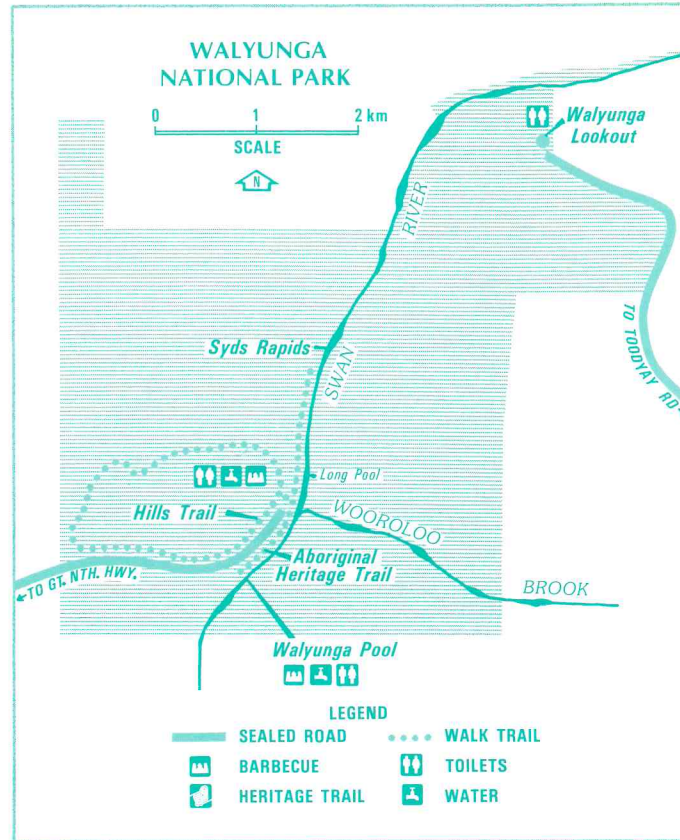 WALYUNGA
NATIONAL PARK
0 1 2 km
SCALE
N
Walyunga
Lookout
RIVER
TO TOODYAY RD
Syds Rapids
SWAN
Long Pool
Hills Trail
WOOROLOO
Aboriginal
Heritage Trail
TO GT. NTH. HWY.
BROOK
Walyunga Pool
LEGEND
SEALED ROAD WALK TRAIL
BARBECUE TOILETS
HERITAGE TRAIL WATER